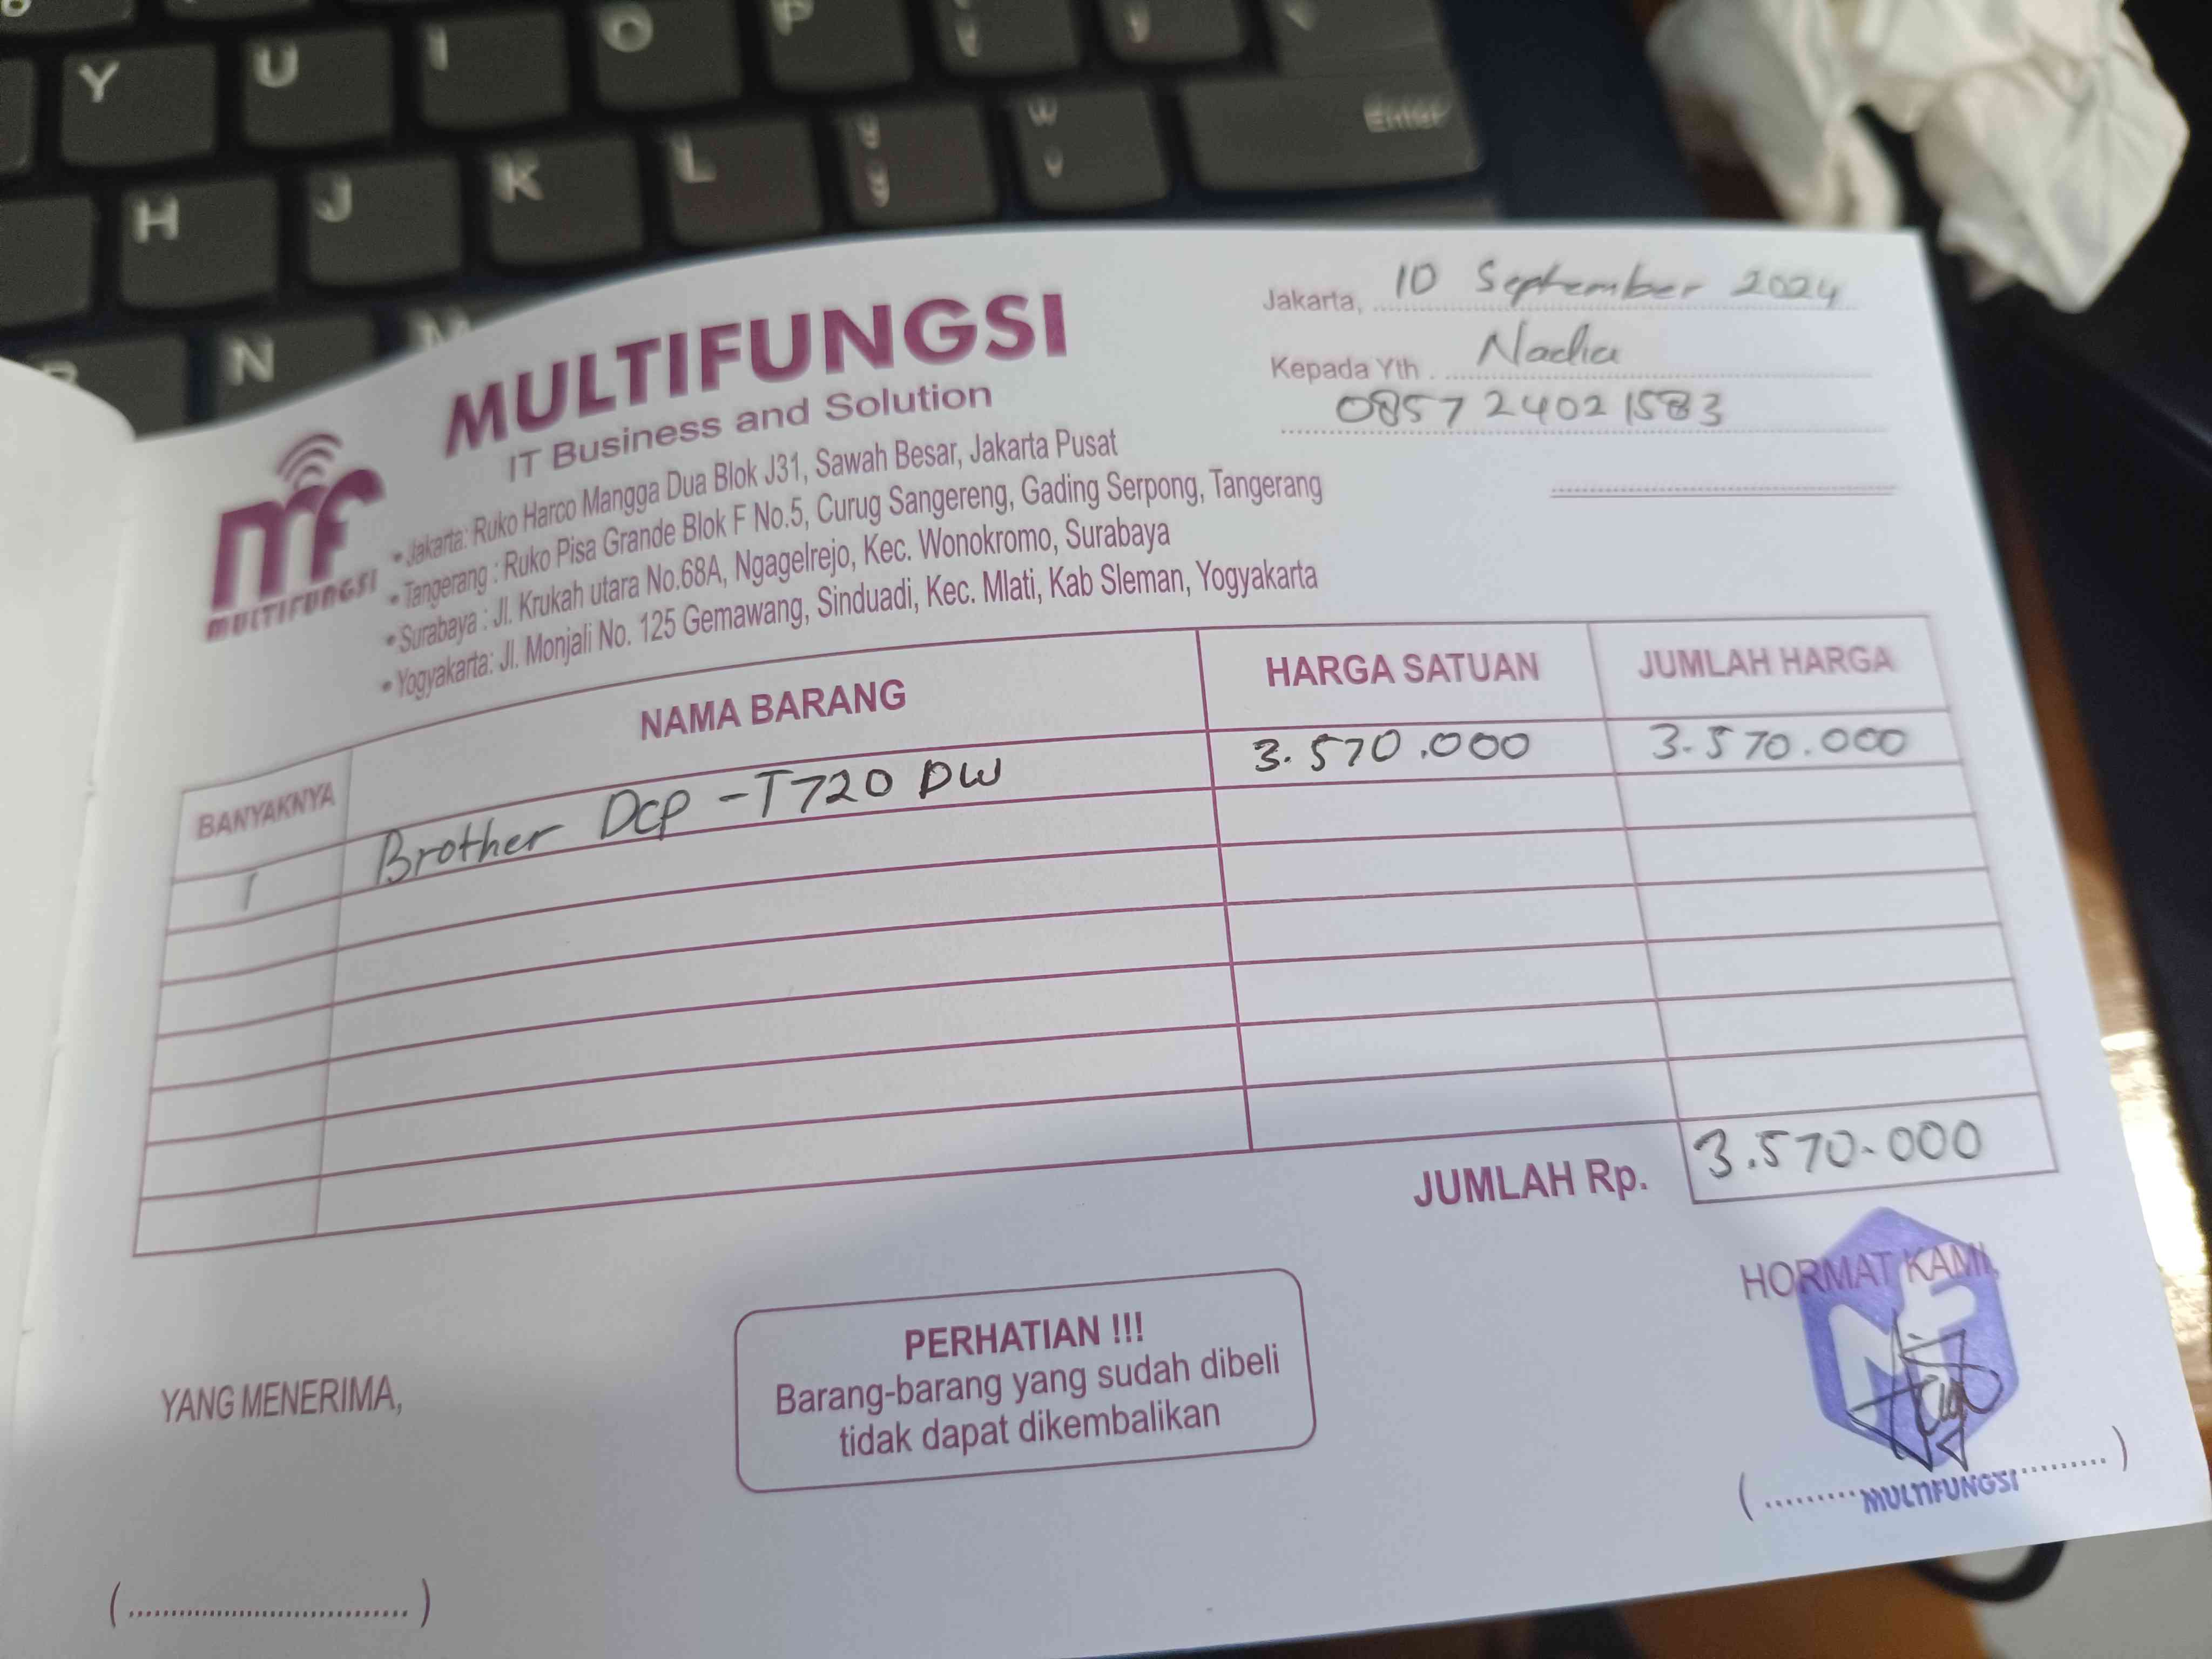 Y U I O P
H J K L
Enter
N M
MULTIFUNGSI
IT Business and Solution
MULTIFUNGSI
• Jakarta: Ruko Harco Mangga Dua Blok J31, Sawah Besar, Jakarta Pusat
• Tangerang : Ruko Pisa Grande Blok F No.5, Curug Sangereng, Gading Serpong, Tangerang
• Surabaya : Jl. Krukah utara No.68A, Ngagelrejo, Kec. Wonokromo, Surabaya
• Yogyakarta: Jl. Monjali No. 125 Gemawang, Sinduadi, Kec. Mlati, Kab Sleman, Yogyakarta
Jakarta, 10 September 2024
Kepada Yth. Nadia
085724021583
BANYAKNYA NAMA BARANG HARGA SATUAN JUMLAH HARGA
1 Brother Dcp - T720 DW 3.570.000 3.570.000
JUMLAH Rp. 3.570.000
YANG MENERIMA,
PERHATIAN !!!
Barang-barang yang sudah dibeli
tidak dapat dikembalikan
HORMAT KAMI,
MULTIFUNGSI